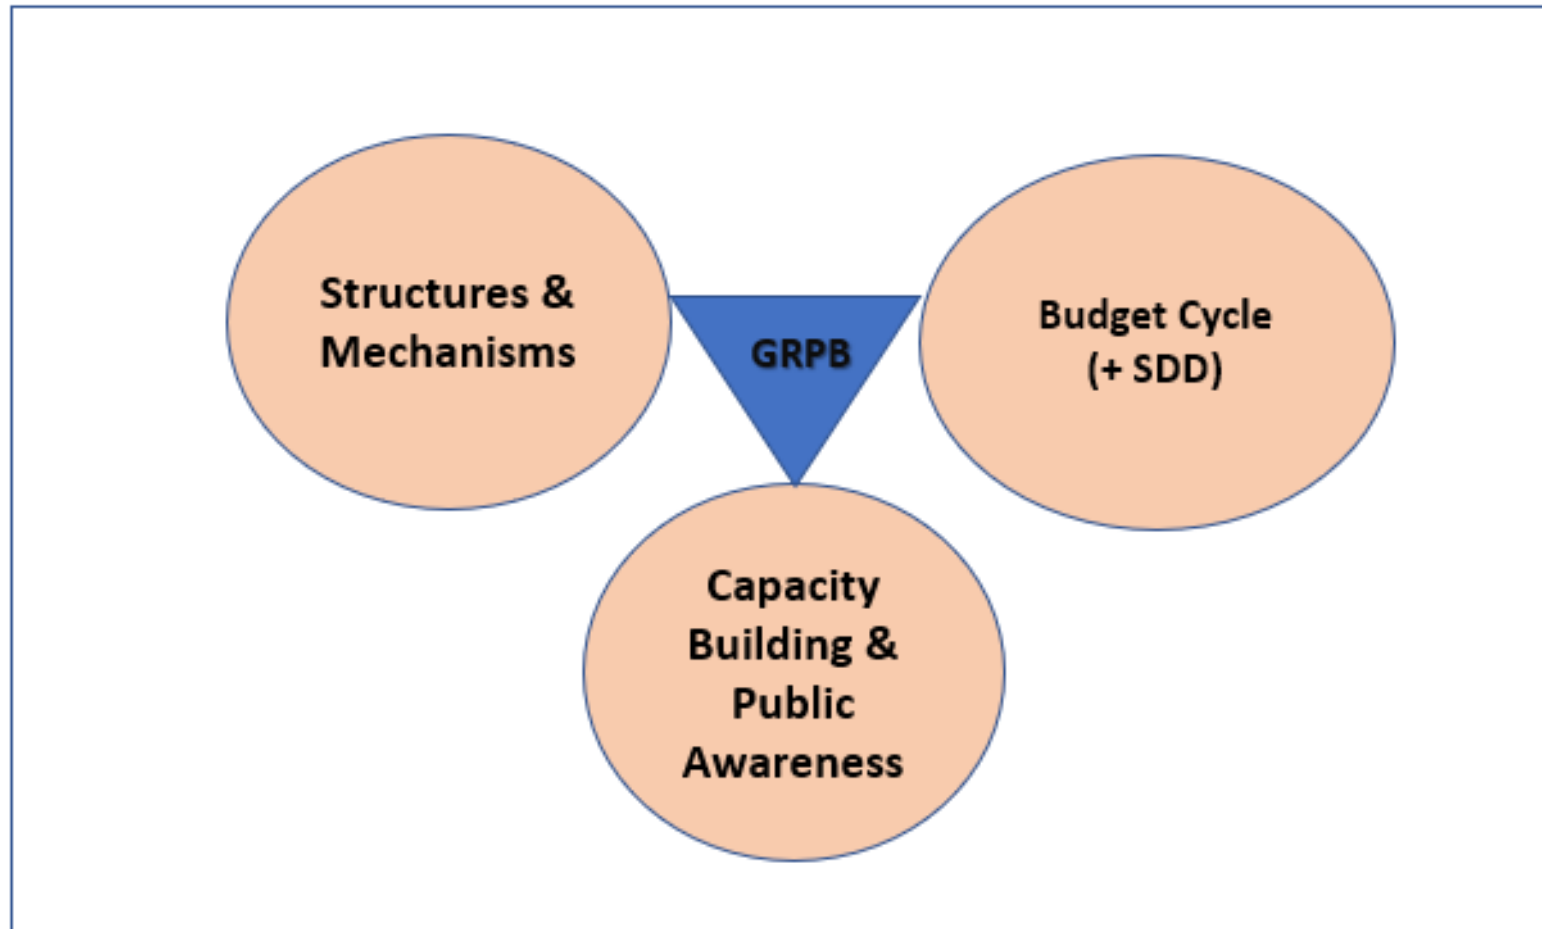 Structures &
Mechanisms
GRPB
Budget Cycle
(+ SDD)
Capacity
Building &
Public
Awareness